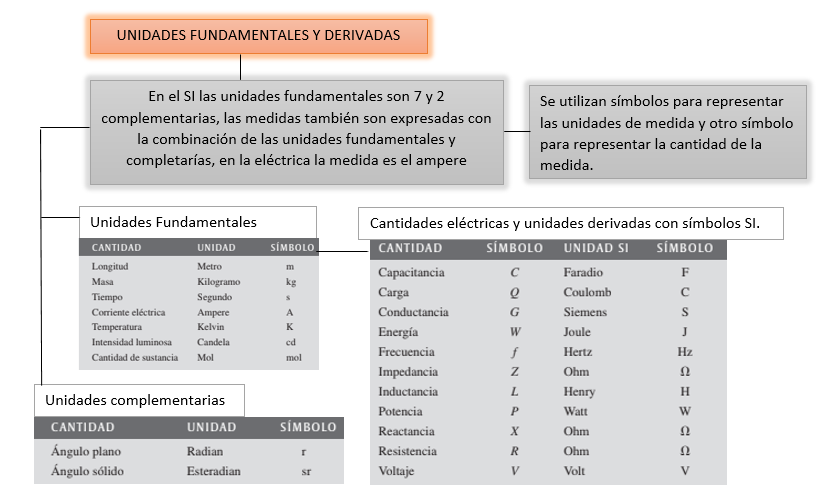 UNIDADES FUNDAMENTALES Y DERIVADAS
En el SI las unidades fundamentales son 7 y 2
complementarias, las medidas también son expresadas con
la combinación de las unidades fundamentales y
completarías, en la eléctrica la medida es el ampere
Se utilizan símbolos para representar
las unidades de medida y otro símbolo
para representar la cantidad de la
medida.
Unidades Fundamentales
CANTIDAD UNIDAD SÍMBOLO
Longitud Metro m
Masa Kilogramo kg
Tiempo Segundo s
Corriente eléctrica Ampere A
Temperatura Kelvin K
Intensidad luminosa Candela cd
Cantidad de sustancia Mol mol
Cantidades eléctricas y unidades derivadas con símbolos SI.
CANTIDAD SÍMBOLO UNIDAD SI SÍMBOLO
Capacitancia C Faradio F
Carga Q Coulomb C
Conductancia G Siemens S
Energía W Joule J
Frecuencia f Hertz Hz
Impedancia Z Ohm Ω
Inductancia L Henry H
Potencia P Watt W
Reactancia X Ohm Ω
Resistencia R Ohm Ω
Voltaje V Volt V
Unidades complementarias
CANTIDAD UNIDAD SÍMBOLO
Ángulo plano Radian r
Ángulo sólido Esteradian sr